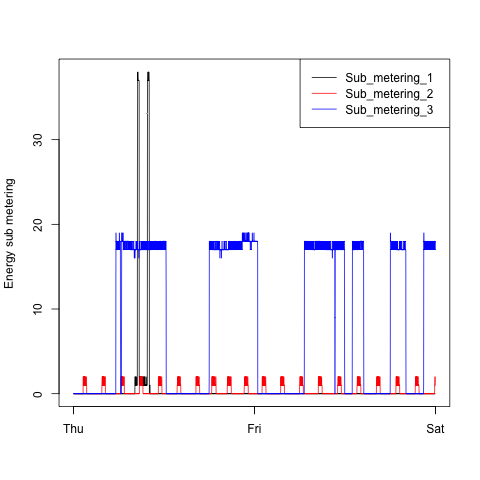 Sub_metering_1
Sub_metering_2
Sub_metering_3
Energy sub metering
30
20
10
0
Thu Fri Sat